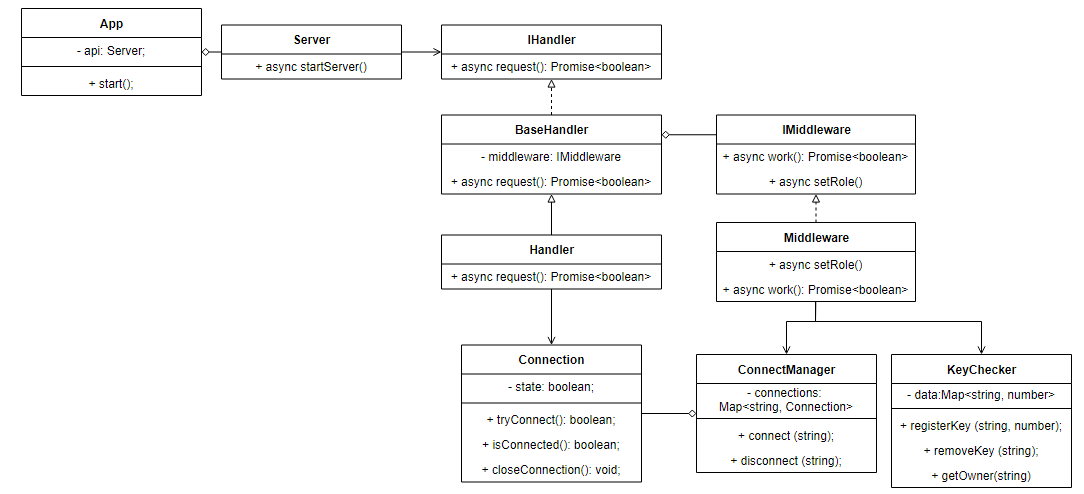 App
- api: Server;
+ start();
Server
+ async startServer()
IHandler
+ async request(): Promise<boolean>
BaseHandler
- middleware: IMiddleware
+ async request(): Promise<boolean>
IMiddleware
+ async work(): Promise<boolean>
+ async setRole()
Handler
+ async request(): Promise<boolean>
Middleware
+ async setRole()
+ async work(): Promise<boolean>
Connection
- state: boolean;
+ tryConnect(): boolean;
+ isConnected(): boolean;
+ closeConnection(): void;
ConnectManager
- connections:
Map<string, Connection>
+ connect (string);
+ disconnect (string);
KeyChecker
- data:Map<string, number>
+ registerKey (string, number);
+ removeKey (string);
+ getOwner(string)